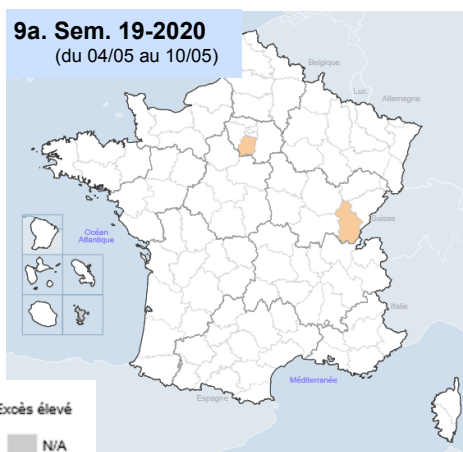 9a. Sem. 19-2020
(du 04/05 au 10/05)
Belgique
Lux.
Allemagne
Océan
Atlantique
Suisse
Italie
Méditerranée
Espagne
Excès élevé
N/A